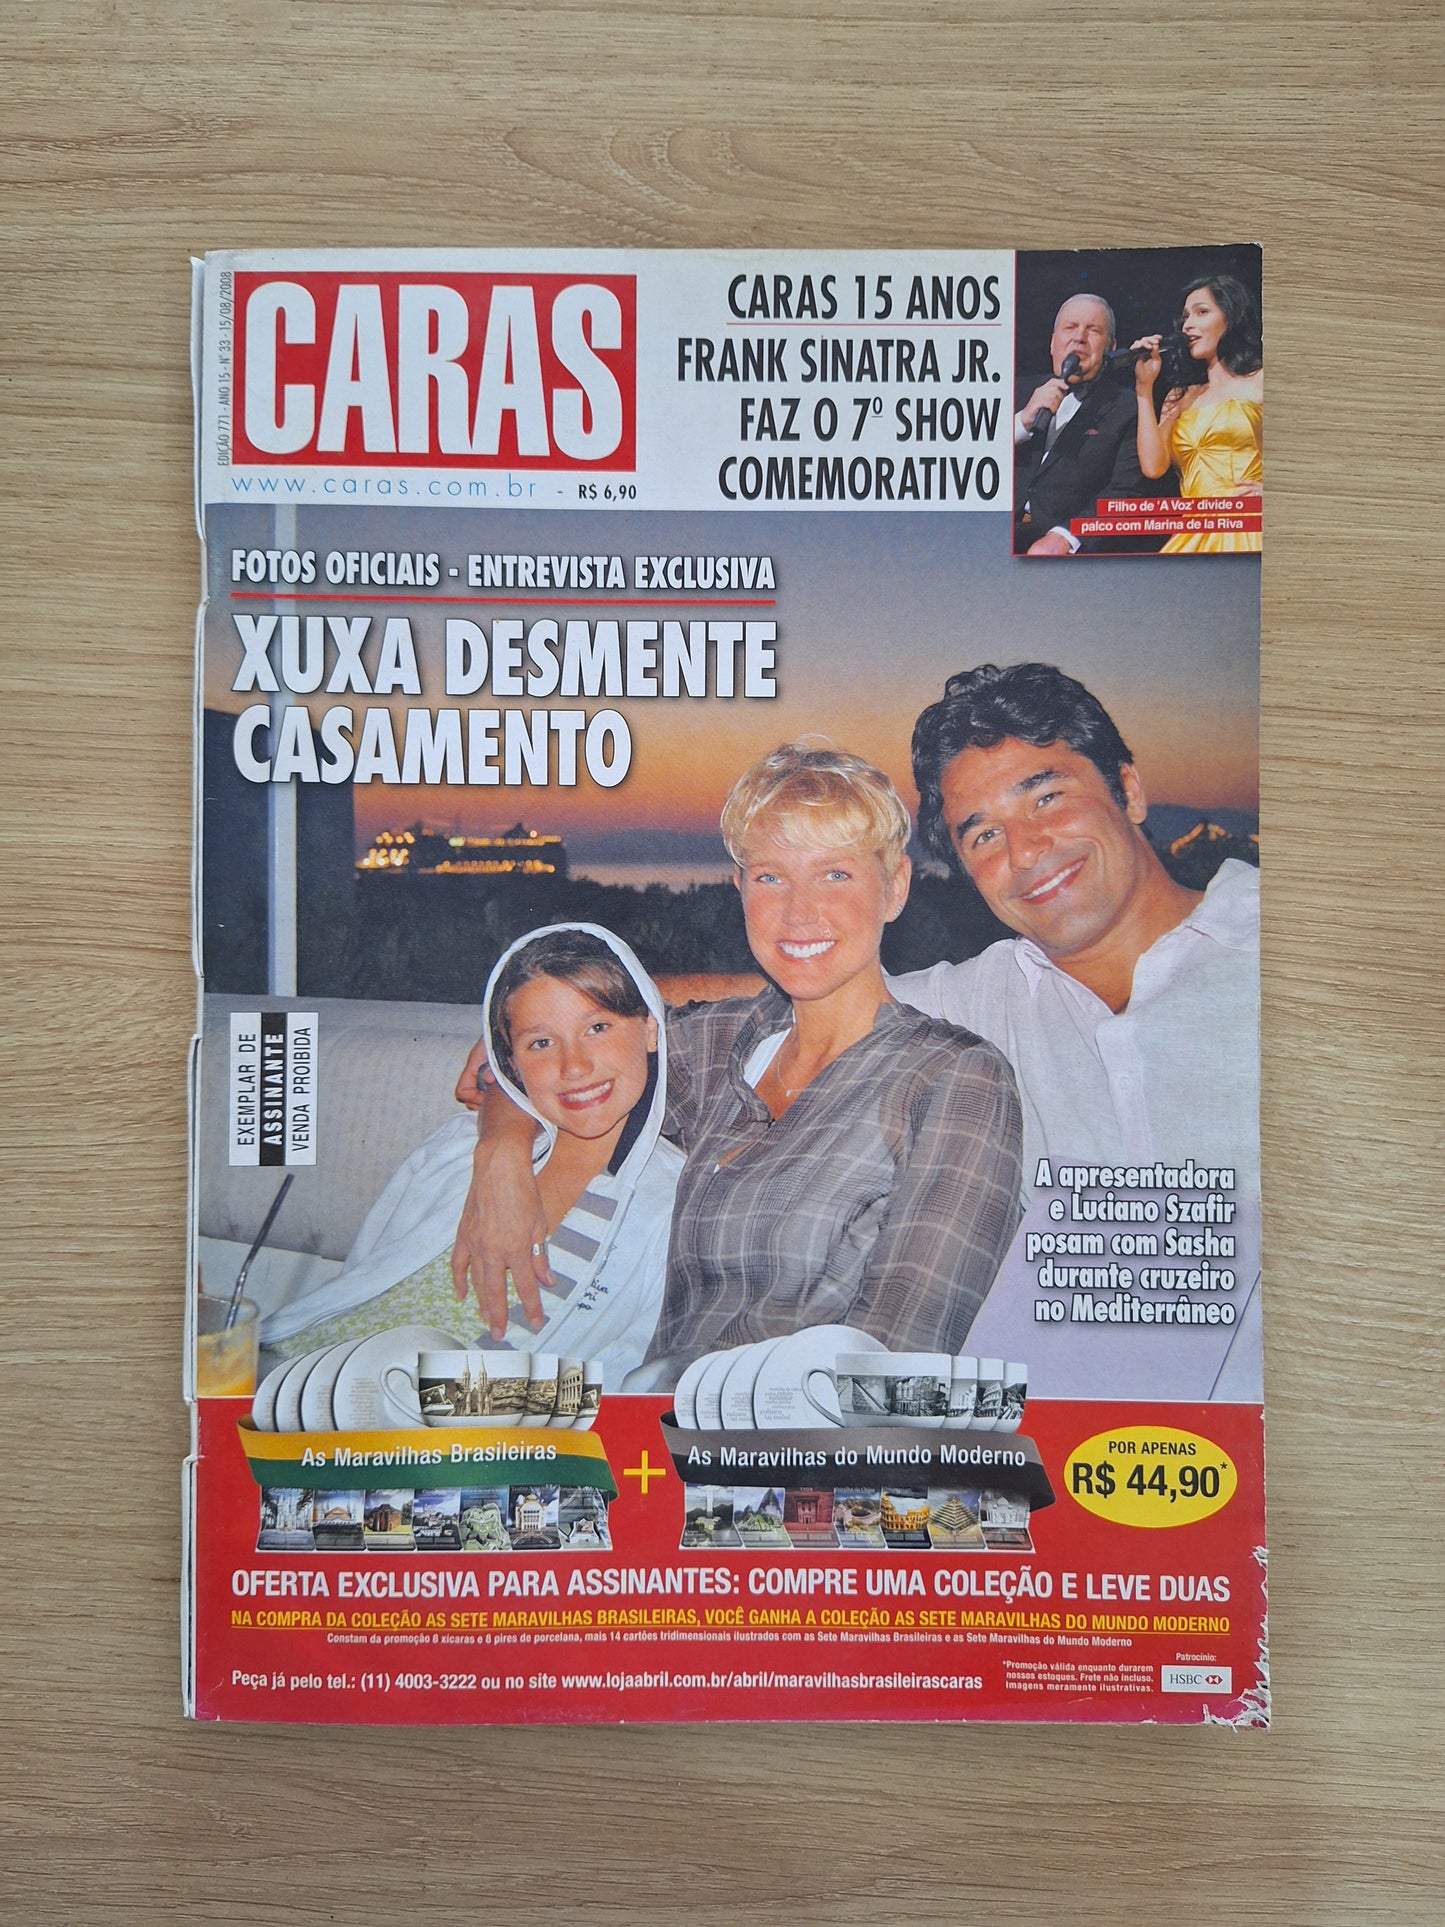 EDIÇÃO 771 - ANO 15 - Nº 33 - 15/08/2008
CARAS
www.caras.com.br - R$ 6,90
CARAS 15 ANOS
FRANK SINATRA JR.
FAZ O 7º SHOW
COMEMORATIVO
Filho de 'A Voz' divide o
palco com Marina de la Riva
FOTOS OFICIAIS - ENTREVISTA EXCLUSIVA
XUXA DESMENTE
CASAMENTO
EXEMPLAR DE
ASSINANTE
VENDA PROIBIDA
A apresentadora
e Luciano Szafir
posam com Sasha
durante cruzeiro
no Mediterrâneo
As Maravilhas Brasileiras
+
As Maravilhas do Mundo Moderno
POR APENAS
R$ 44,90*
OFERTA EXCLUSIVA PARA ASSINANTES: COMPRE UMA COLEÇÃO E LEVE DUAS
NA COMPRA DA COLEÇÃO AS SETE MARAVILHAS BRASILEIRAS, VOCÊ GANHA A COLEÇÃO AS SETE MARAVILHAS DO MUNDO MODERNO
Constam da promoção 8 xícaras e 8 pires de porcelana, mais 14 cartões tridimensionais ilustrados com as Sete Maravilhas Brasileiras e as Sete Maravilhas do Mundo Moderno
Peça já pelo tel.: (11) 4003-3222 ou no site www.lojaabril.com.br/abril/maravilhasbrasileirascaras
*Promoção válida enquanto durarem
nossos estoques. Frete não incluso.
Imagens meramente ilustrativas.
Patrocínio:
HSBC